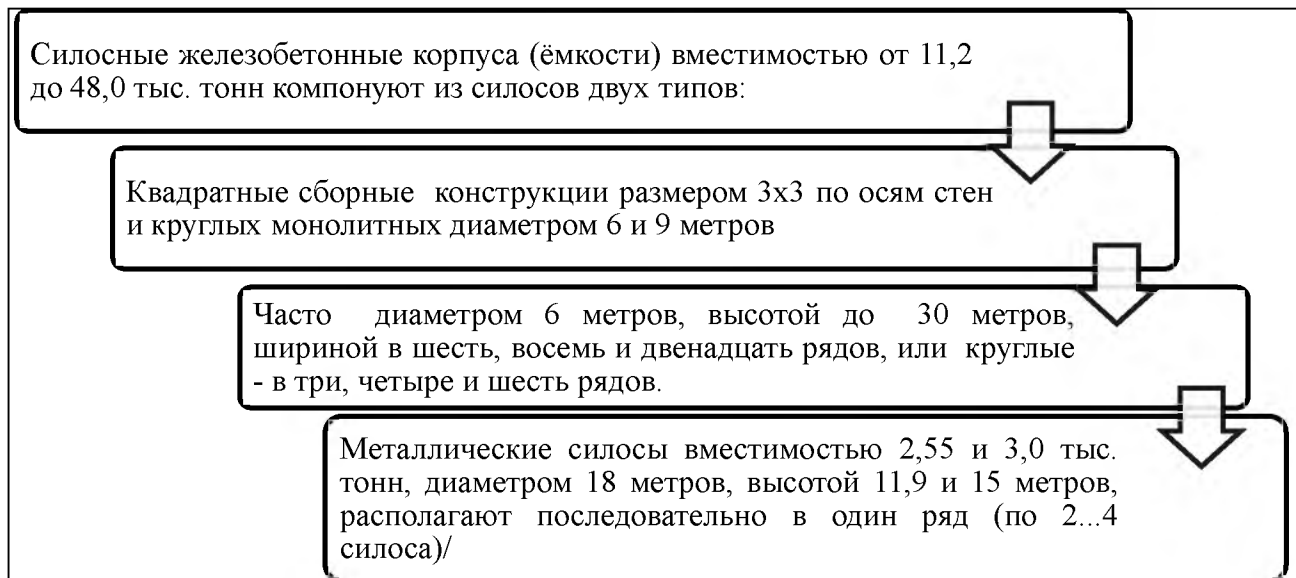 Силосные железобетонные корпуса (ёмкости) вместимостью от 11,2
до 48,0 тыс. тонн компонуют из силосов двух типов:
Квадратные сборные конструкции размером 3х3 по осям стен
и круглых монолитных диаметром 6 и 9 метров
Часто диаметром 6 метров, высотой до 30 метров,
шириной в шесть, восемь и двенадцать рядов, или круглые
- в три, четыре и шесть рядов.
Металлические силосы вместимостью 2,55 и 3,0 тыс.
тонн, диаметром 18 метров, высотой 11,9 и 15 метров,
располагают последовательно в один ряд (по 2...4
силоса)/